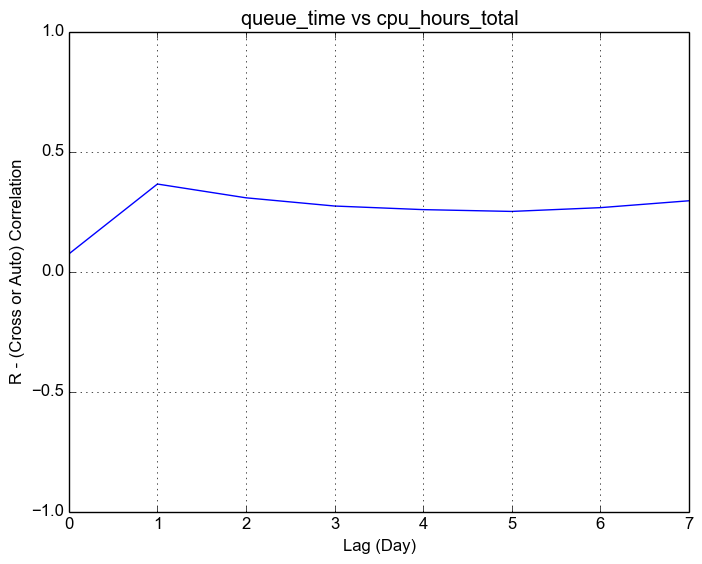 queue_time vs cpu_hours_total
R - (Cross or Auto) Correlation
1.0
0.5
0.0
−0.5
−1.0
0 1 2 3 4 5 6 7
Lag (Day)